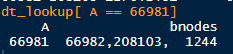 dt_lookup[ A == 66981]
A bnodes
66981 66982,208103, 1244